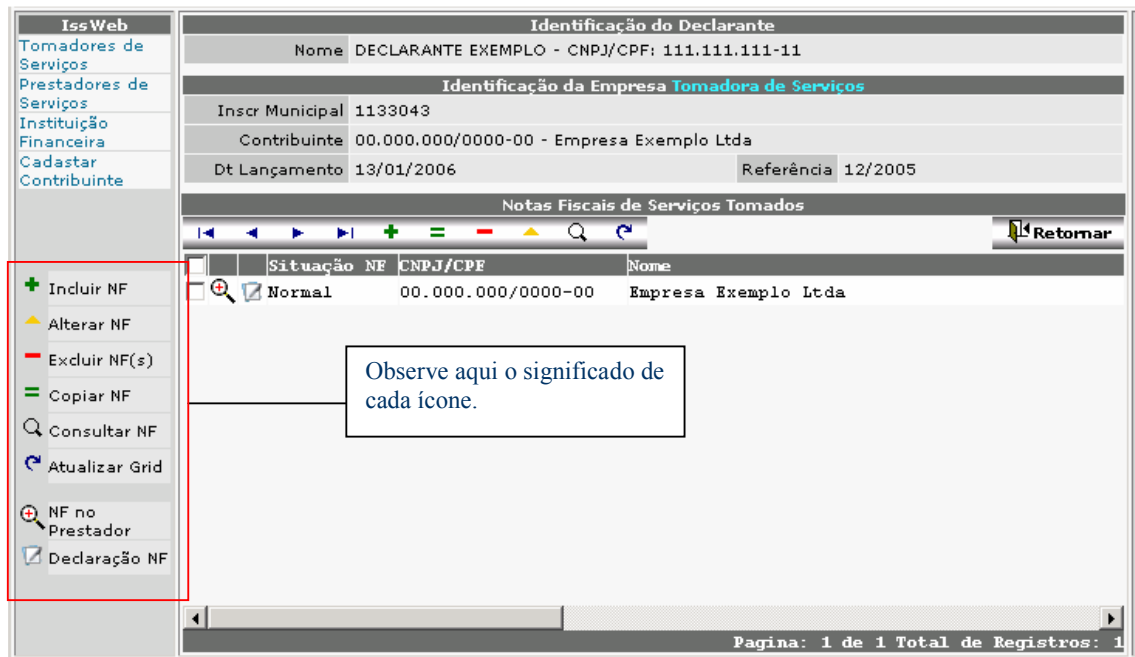 IssWeb
Tomadores de
Serviços
Prestadores de
Serviços
Instituição
Financeira
Cadastar
Contribuinte
Incluir NF
Alterar NF
Excluir NF(s)
Copiar NF
Consultar NF
Atualizar Grid
NF no
Prestador
Declaração NF
Identificação do Declarante
Nome DECLARANTE EXEMPLO - CNPJ/CPF: 111.111.111-11
Identificação da Empresa Tomadora de Serviços
Inscr Municipal 1133043
Contribuinte 00.000.000/0000-00 - Empresa Exemplo Ltda
Dt Lançamento 13/01/2006 Referência 12/2005
Notas Fiscais de Serviços Tomados
Retornar
Situação NF CNPJ/CPF Nome
Normal 00.000.000/0000-00 Empresa Exemplo Ltda
Observe aqui o significado de
cada ícone.
Pagina: 1 de 1 Total de Registros: 1